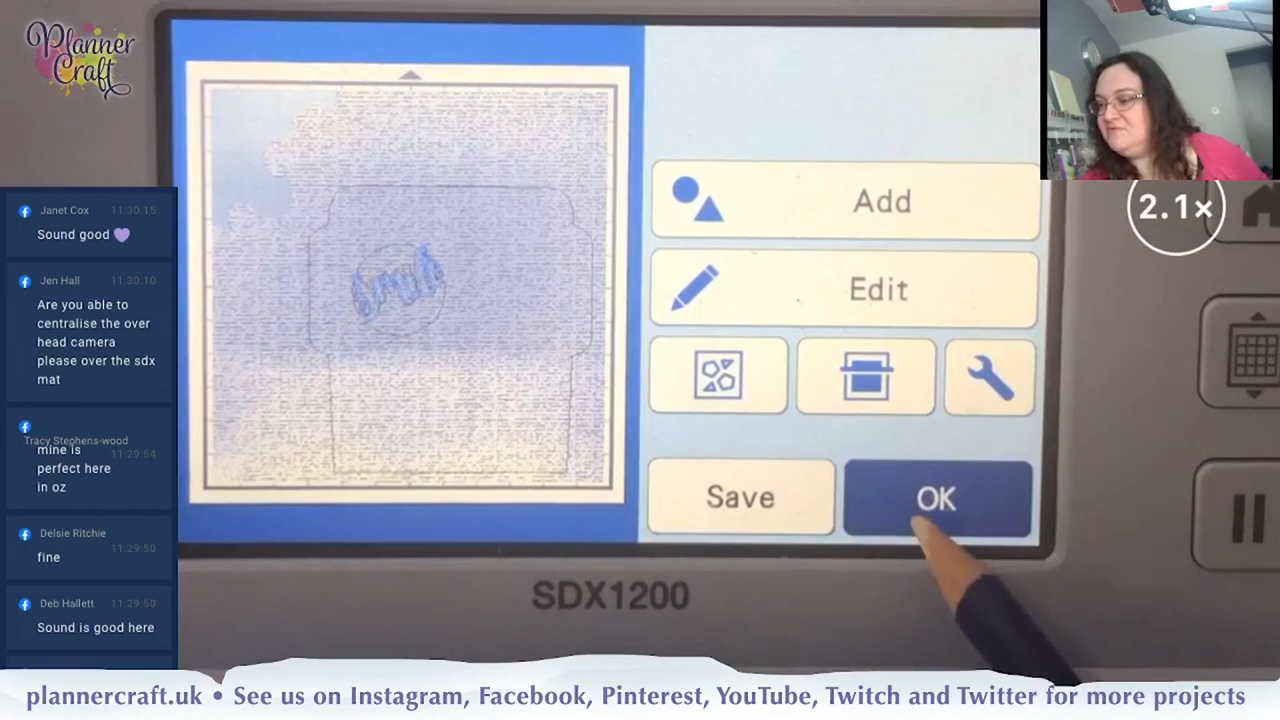 Planner
Craft
Janet Cox 11:30:15
Sound good 💜
Jen Hall 11:30:10
Are you able to
centralise the over
head camera
please over the sdx
mat
Tracy Stephens-wood
11:29:54
mine is
perfect here
in oz
Delsie Ritchie 11:29:50
fine
Deb Hallett 11:29:50
Sound is good here
Add
Edit
Save
OK
2.1×
SDX1200
plannercraft.uk • See us on Instagram, Facebook, Pinterest, YouTube, Twitch and Twitter for more projects